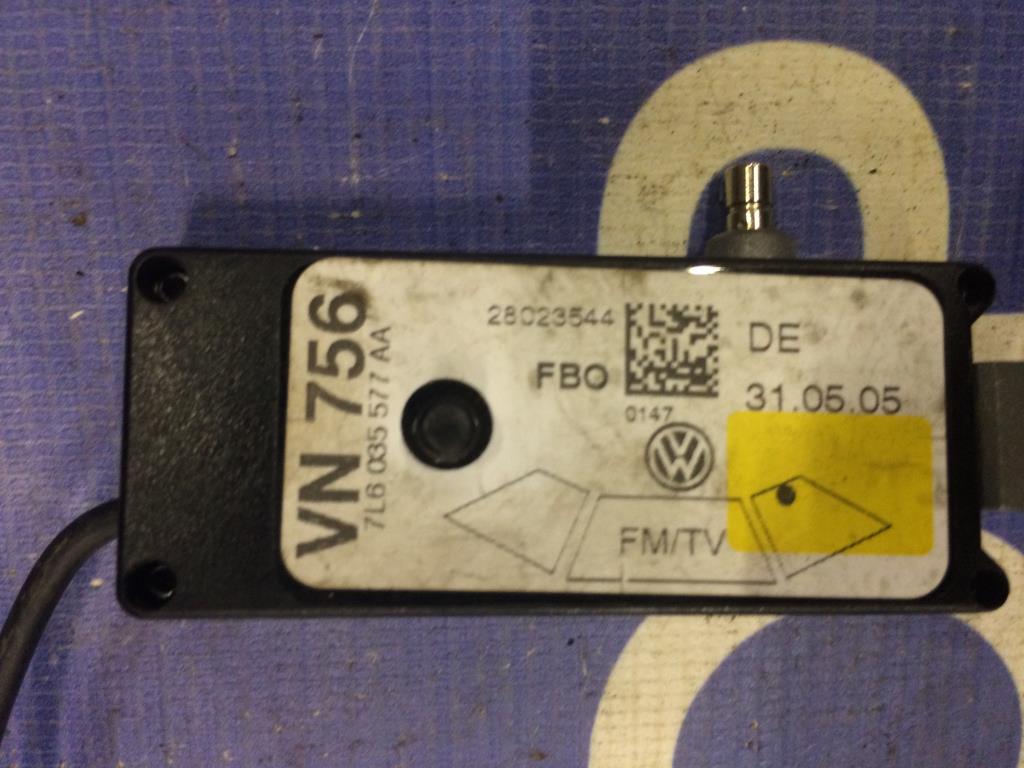 VN 756
7L6 035 577 AA
28023544
FBO
0147
DE
31.05.05
FM/TV